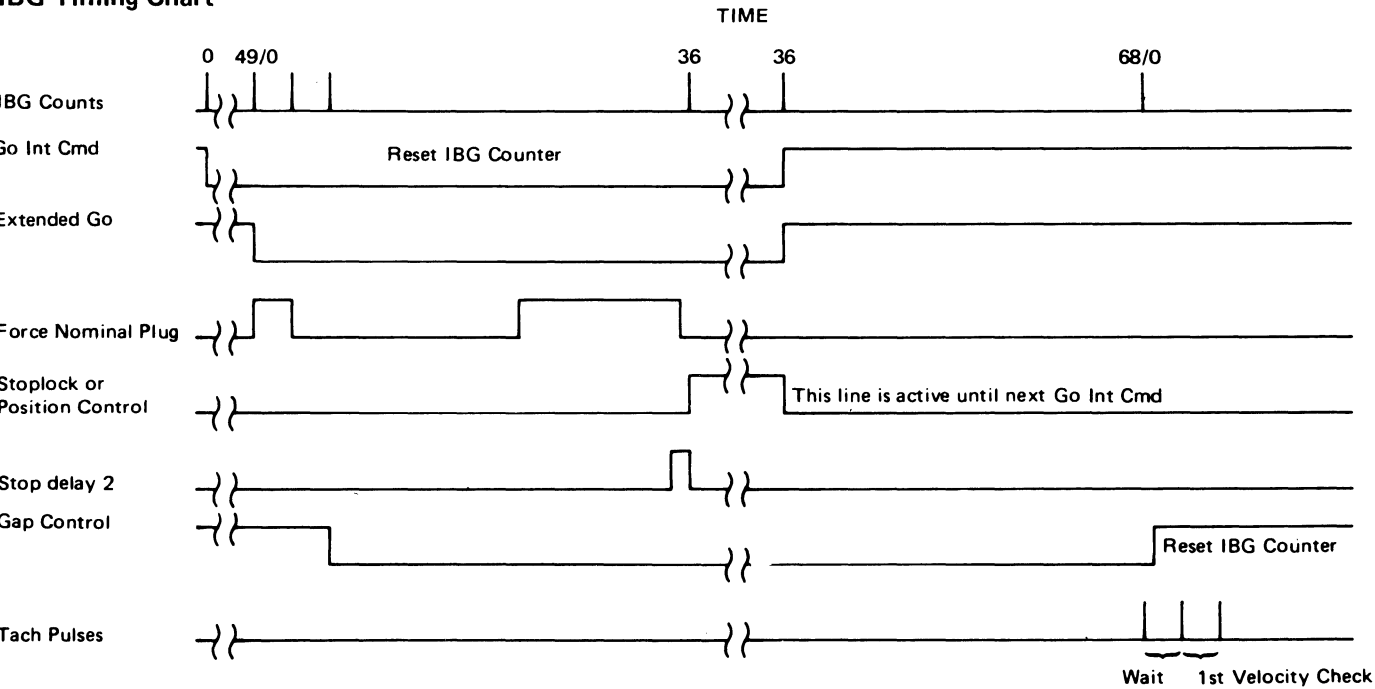 IBG Timing Chart
TIME
0 49/0 36 36 68/0
IBG Counts
Go Int Cmd
Reset IBG Counter
Extended Go
Force Nominal Plug
Stoplock or
Position Control
This line is active until next Go Int Cmd
Stop delay 2
Gap Control
Reset IBG Counter
Tach Pulses
Wait 1st Velocity Check